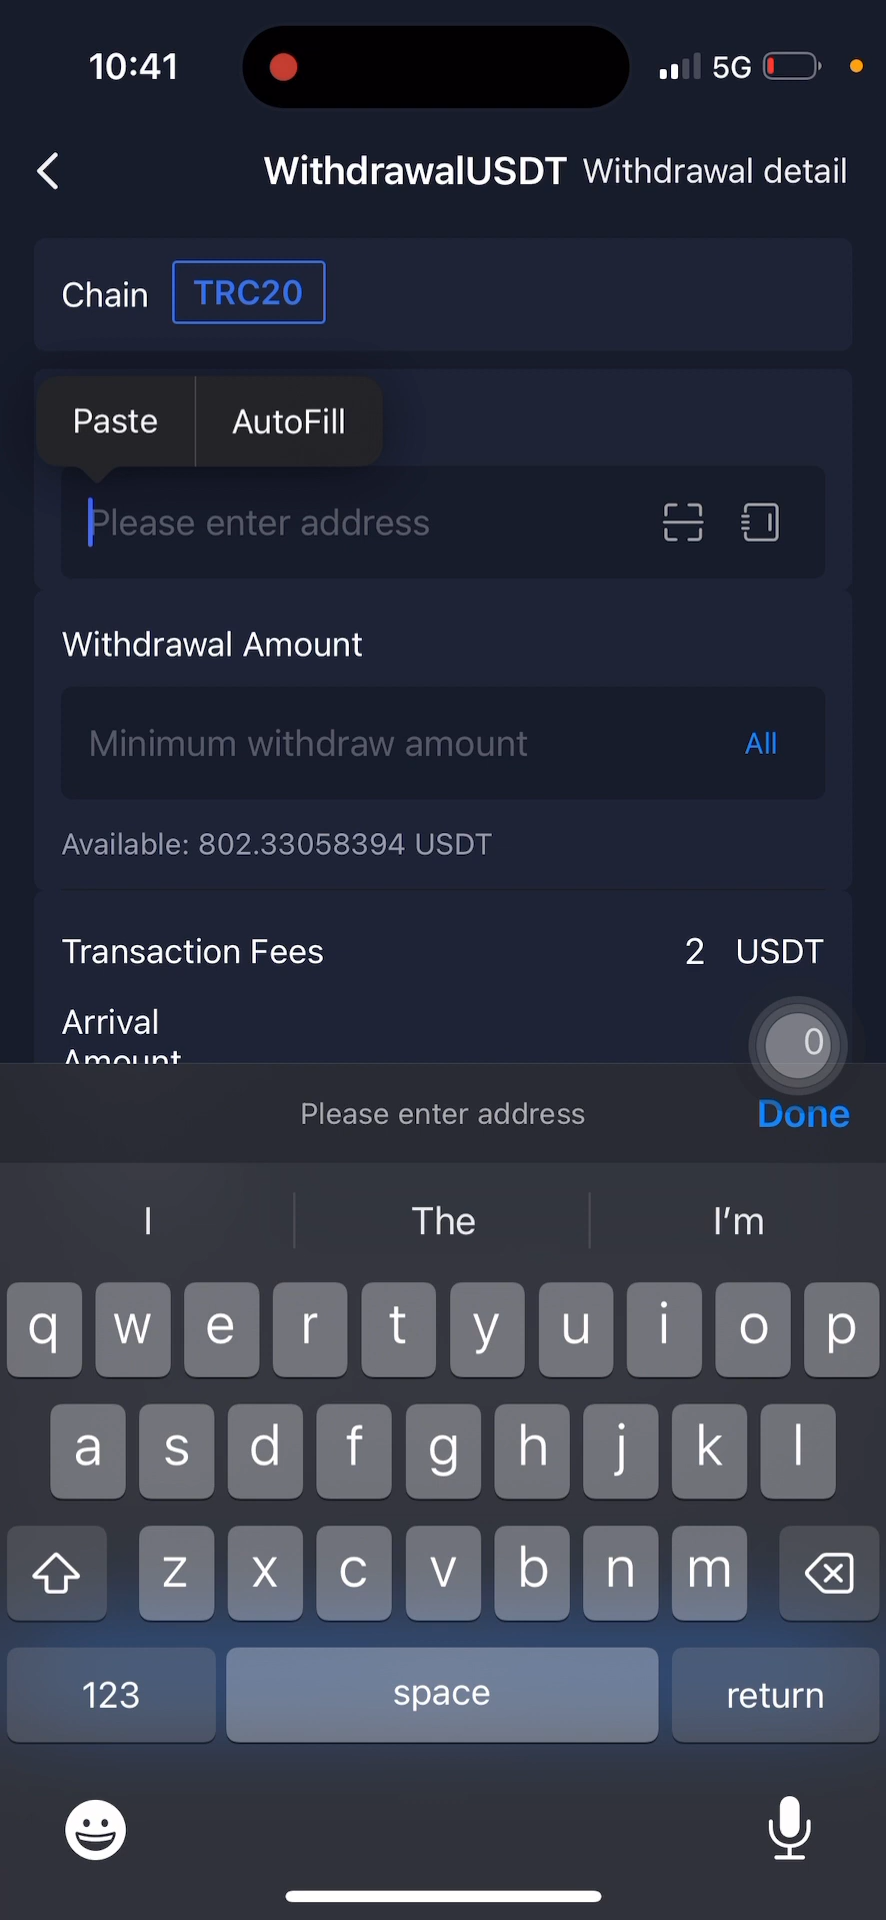 10:41
5G
WithdrawalUSDT Withdrawal detail
Chain TRC20
Paste AutoFill
Please enter address
Withdrawal Amount
Minimum withdraw amount All
Available: 802.33058394 USDT
Transaction Fees 2 USDT
Arrival
Amount
0
Please enter address Done
I The I'm
q w e r t y u i o p
a s d f g h j k l
z x c v b n m
123 space return